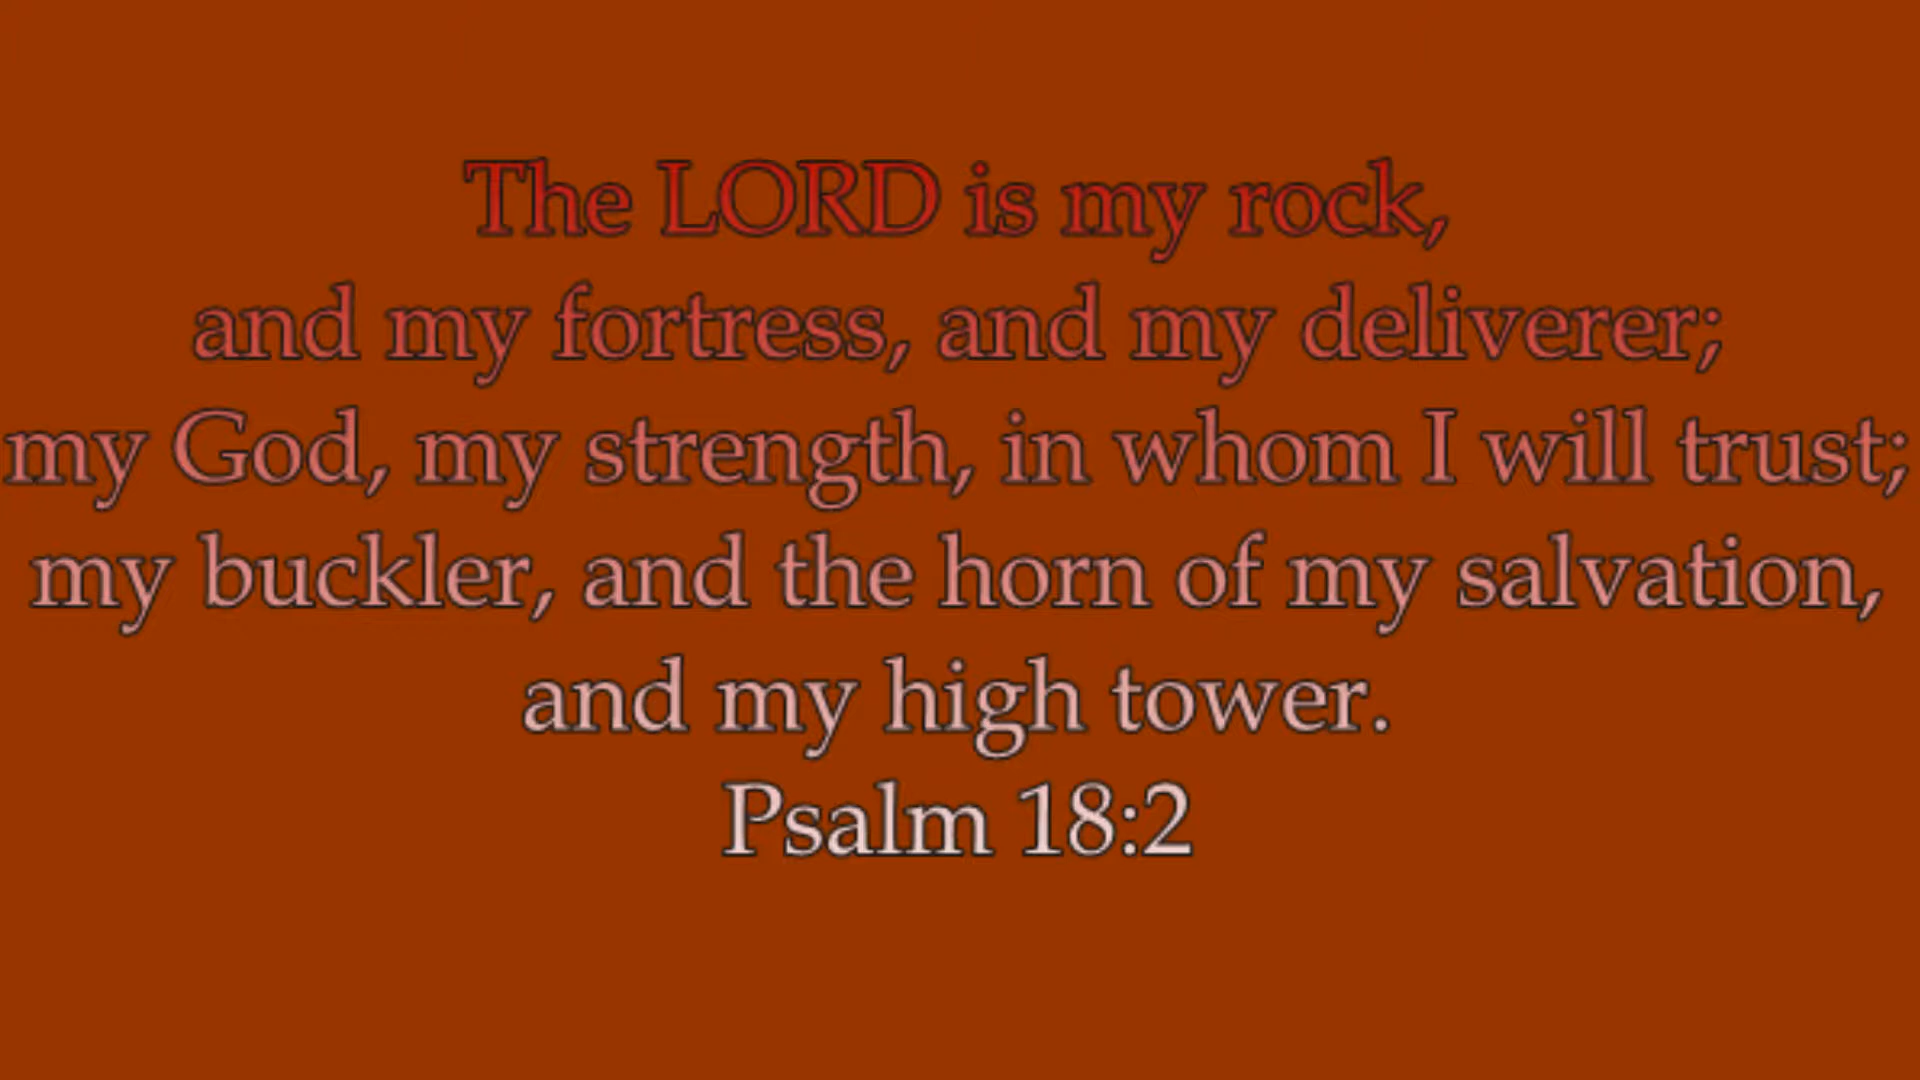 The LORD is my rock,
and my fortress, and my deliverer;
my God, my strength, in whom I will trust;
my buckler, and the horn of my salvation,
and my high tower.
Psalm 18:2